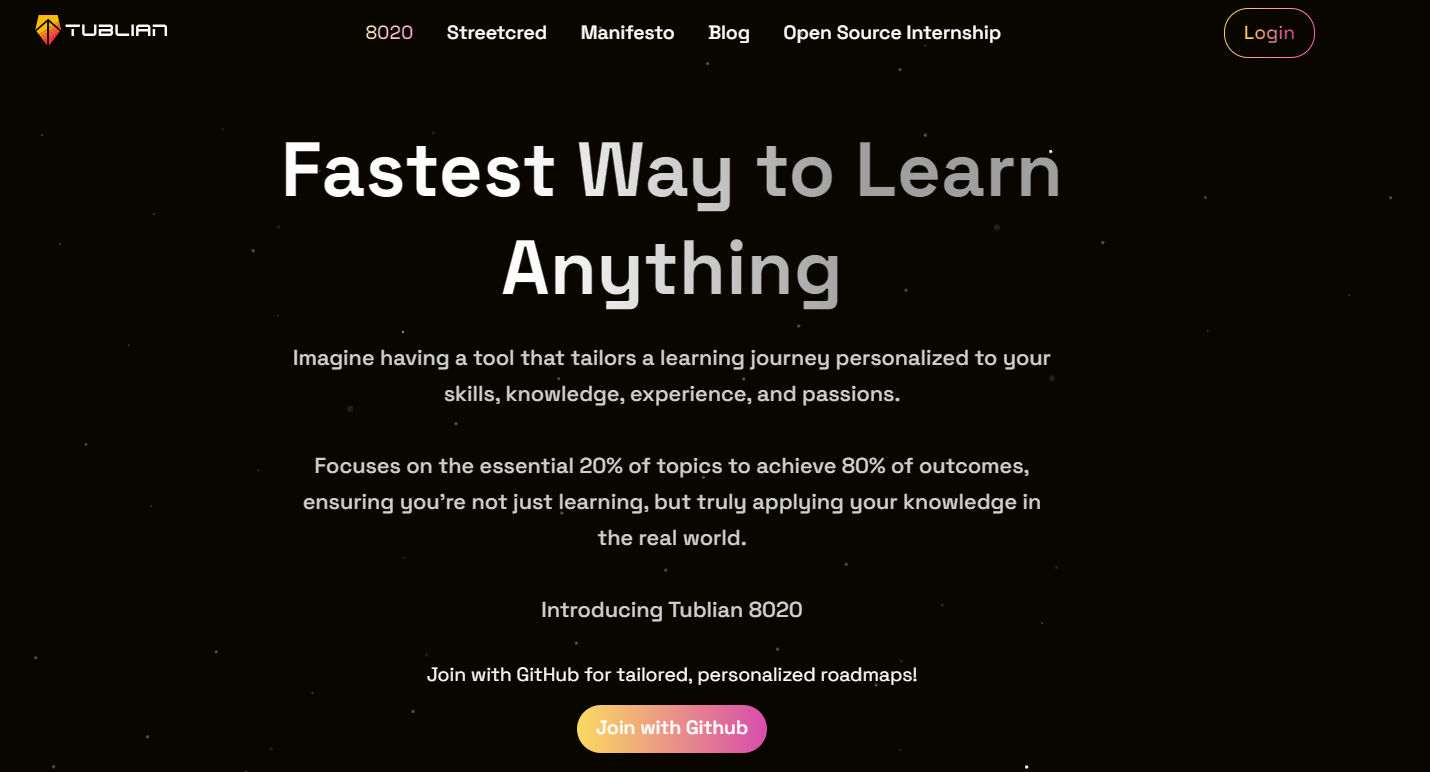 TUBLIAN
8020 Streetcred Manifesto Blog Open Source Internship
Login
Fastest Way to Learn
Anything
Imagine having a tool that tailors a learning journey personalized to your
skills, knowledge, experience, and passions.
Focuses on the essential 20% of topics to achieve 80% of outcomes,
ensuring you’re not just learning, but truly applying your knowledge in
the real world.
Introducing Tublian 8020
Join with GitHub for tailored, personalized roadmaps!
Join with Github